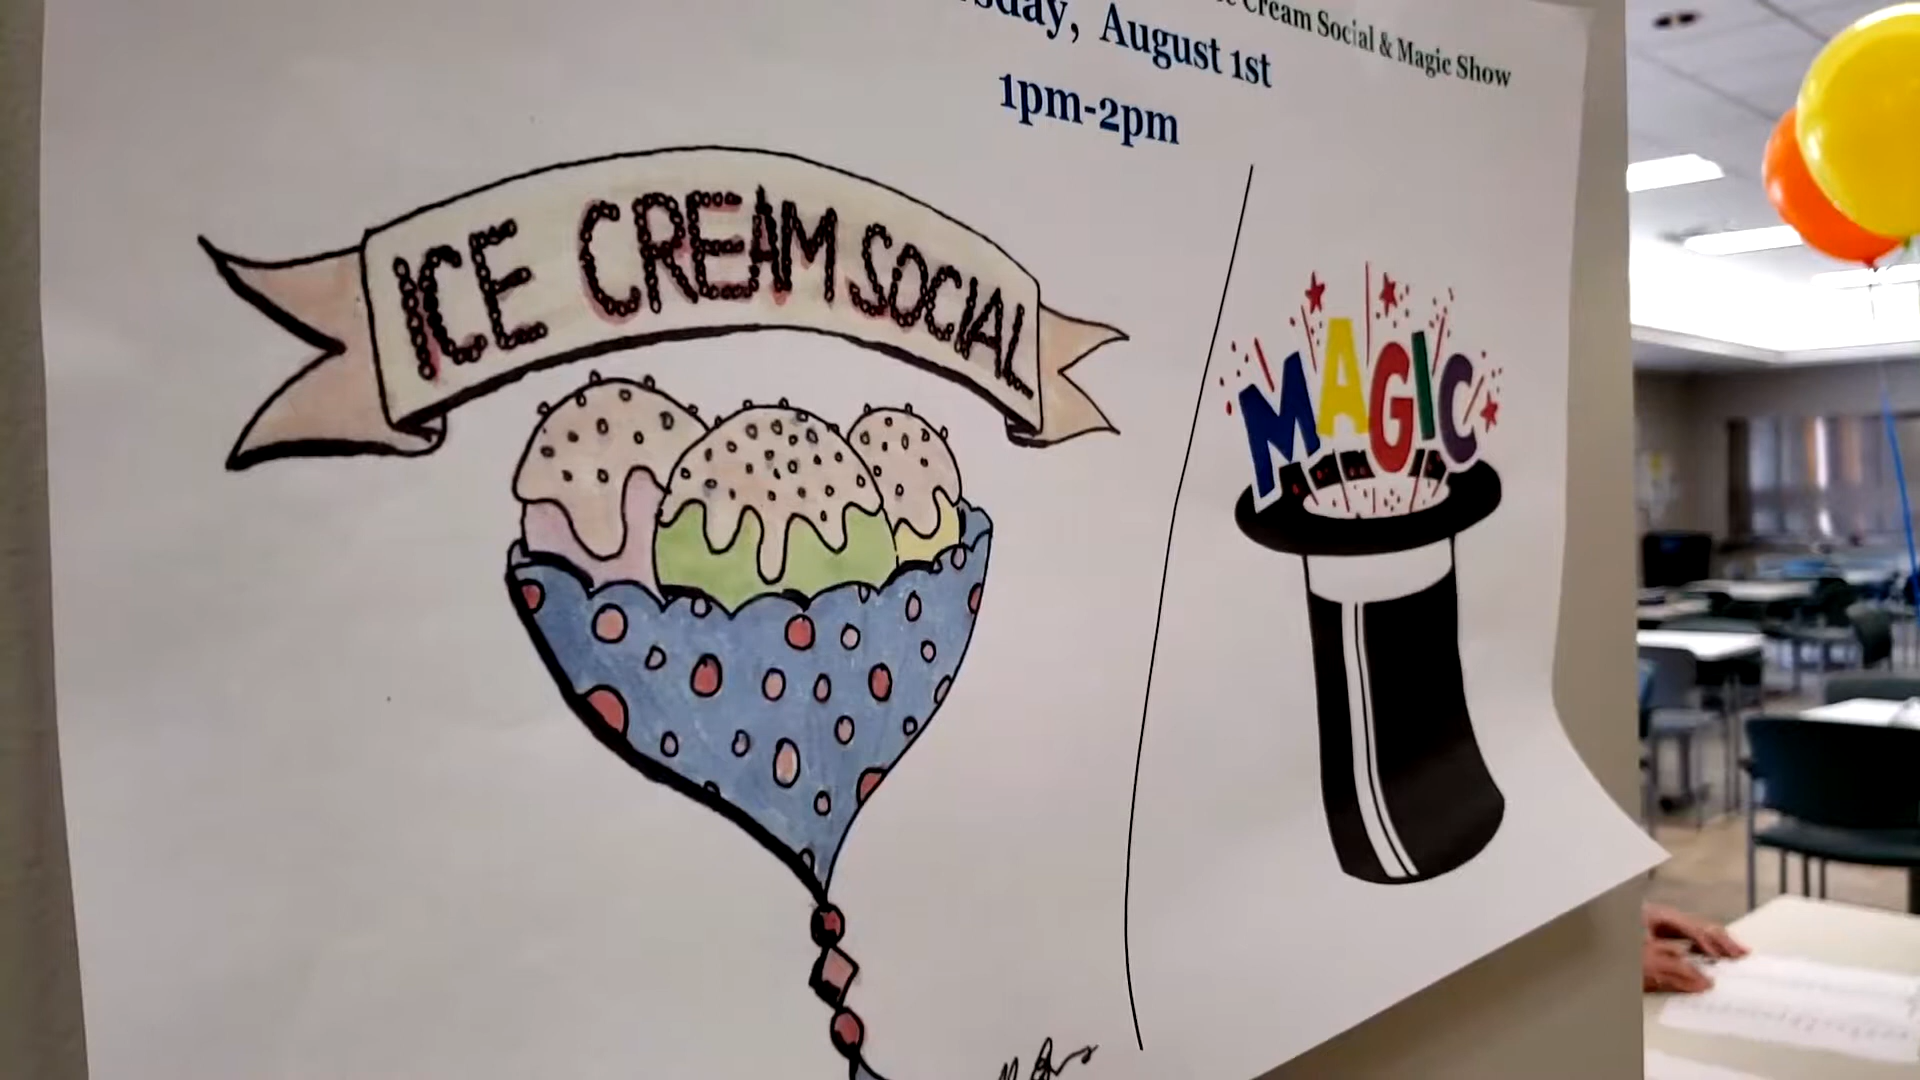 Cream Social & Magic Show
August 1st
1pm-2pm
ICE CREAM SOCIAL
MAGIC